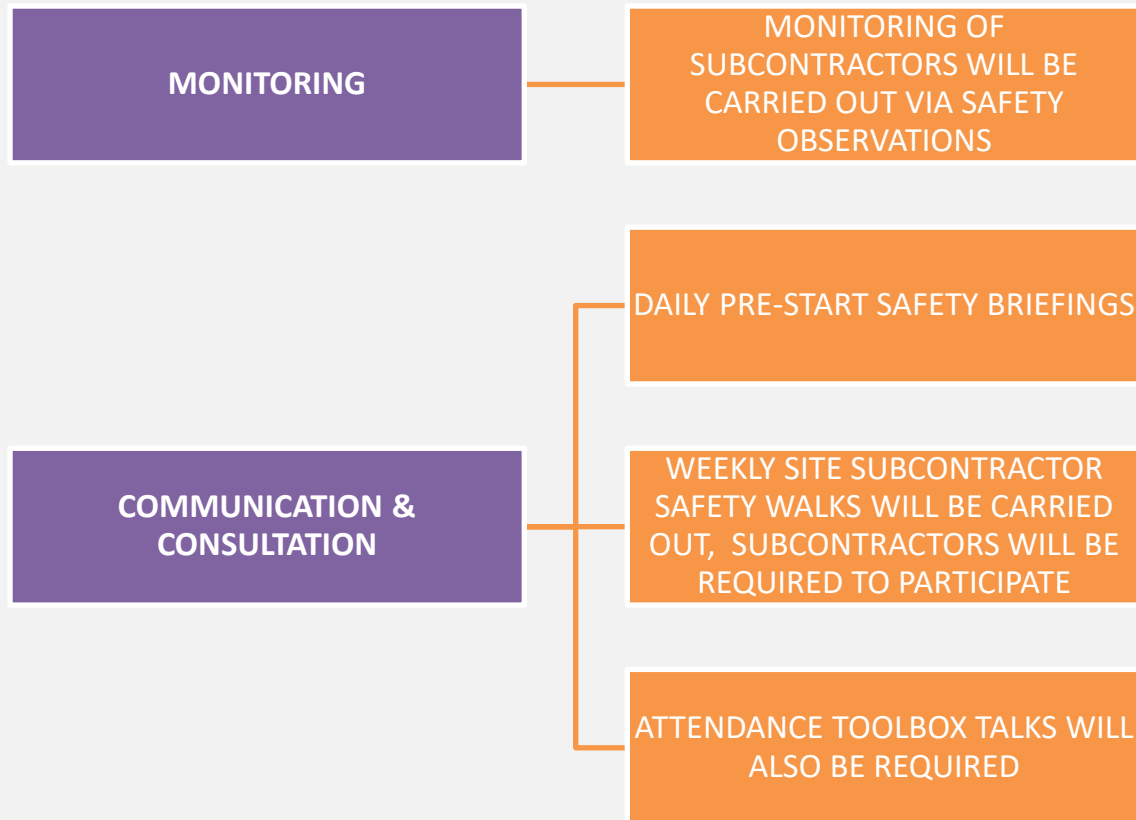 MONITORING
MONITORING OF
SUBCONTRACTORS WILL BE
CARRIED OUT VIA SAFETY
OBSERVATIONS
COMMUNICATION &
CONSULTATION
DAILY PRE-START SAFETY BRIEFINGS
WEEKLY SITE SUBCONTRACTOR
SAFETY WALKS WILL BE CARRIED
OUT,  SUBCONTRACTORS WILL BE
REQUIRED TO PARTICIPATE
ATTENDANCE TOOLBOX TALKS WILL
ALSO BE REQUIRED